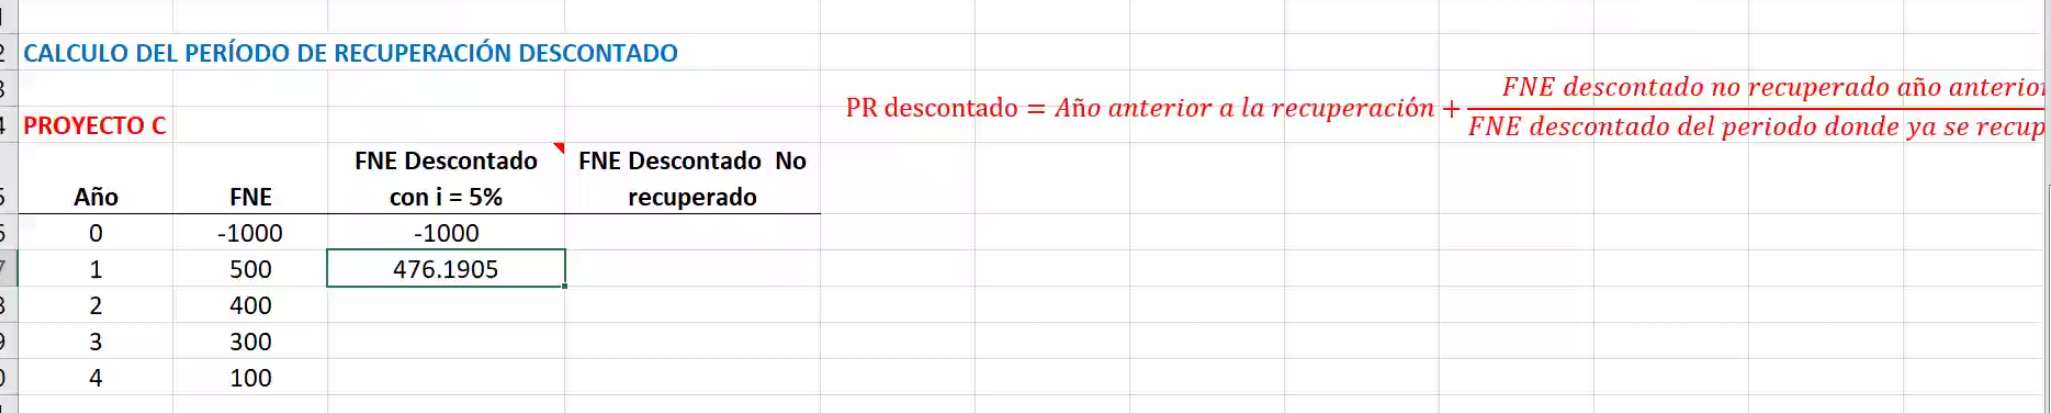 CALCULO DEL PERÍODO DE RECUPERACIÓN DESCONTADO
PR descontado = Año anterior a la recuperación + FNE descontado no recuperado año anterior
FNE descontado del periodo donde ya se recup
PROYECTO C
Año FNE FNE Descontado con i = 5% FNE Descontado No recuperado
0 -1000 -1000
1 500 476.1905
2 400
3 300
4 100